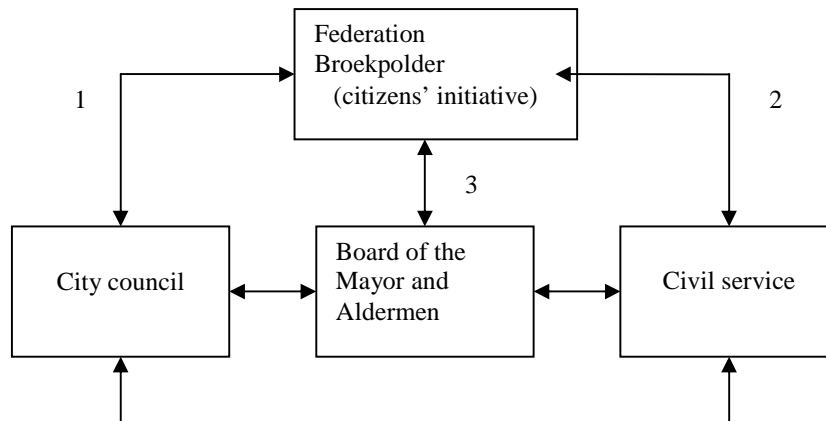 Federation
Broekpolder
(citizens' initiative)
1
2
3
City council
Board of the
Mayor and
Aldermen
Civil service